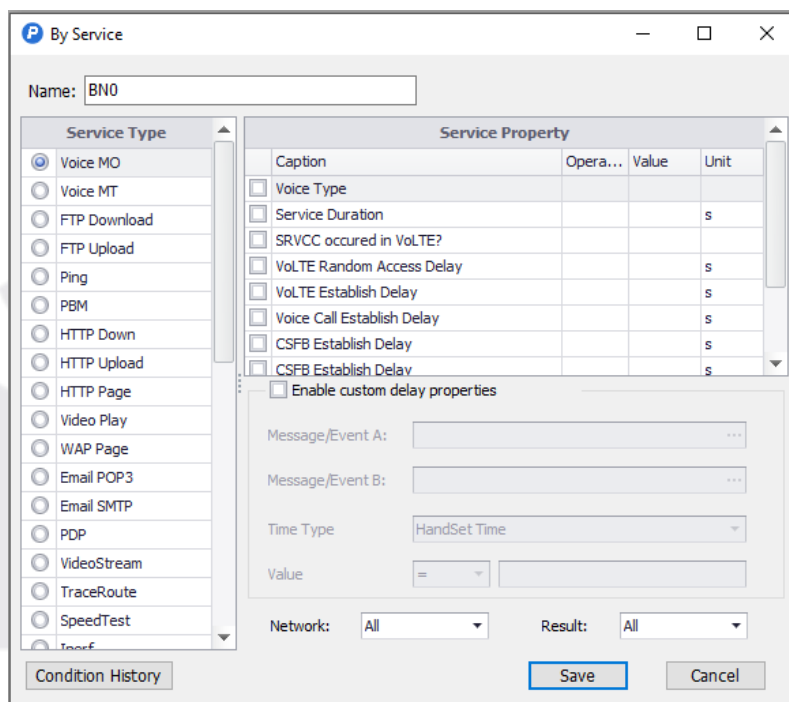 By Service
Name: BN0
Service Type
Voice MO
Voice MT
FTP Download
FTP Upload
Ping
PBM
HTTP Down
HTTP Upload
HTTP Page
Video Play
WAP Page
Email POP3
Email SMTP
PDP
VideoStream
TraceRoute
SpeedTest
Iperf
Service Property
Caption Opera... Value Unit
Voice Type
Service Duration s
SRVCC occured in VoLTE?
VoLTE Random Access Delay s
VoLTE Establish Delay s
Voice Call Establish Delay s
CSFB Establish Delay s
CSFB Establish Delay s
Enable custom delay properties
Message/Event A: ...
Message/Event B: ...
Time Type HandSet Time
Value =
Network: All Result: All
Condition History Save Cancel